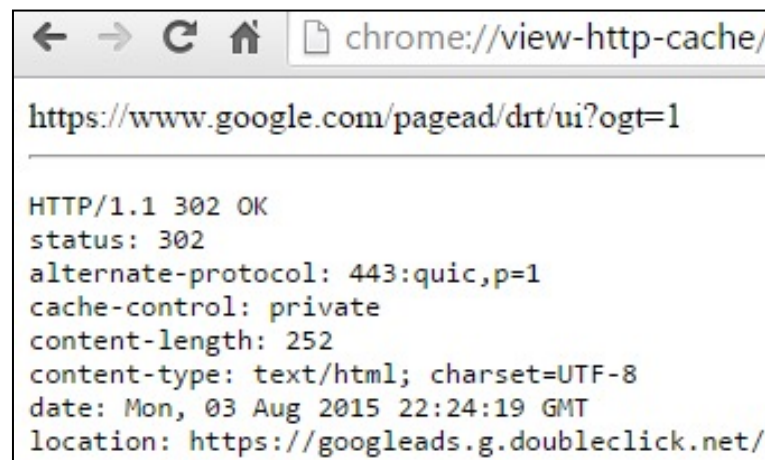 chrome://view-http-cache/
https://www.google.com/pagead/drt/ui?ogt=1
HTTP/1.1 302 OK
status: 302
alternate-protocol: 443:quic,p=1
cache-control: private
content-length: 252
content-type: text/html; charset=UTF-8
date: Mon, 03 Aug 2015 22:24:19 GMT
location: https://googleads.g.doubleclick.net/